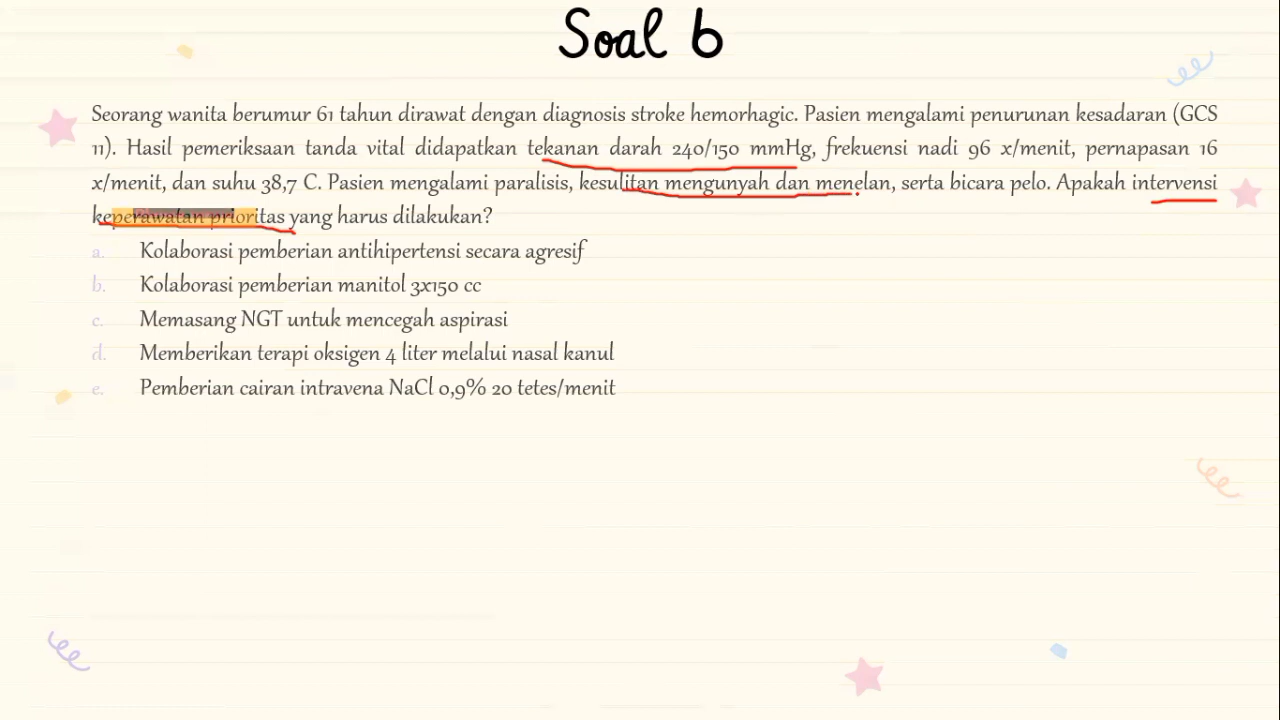 Soal 6
Seorang wanita berumur 61 tahun dirawat dengan diagnosis stroke hemorhagic. Pasien mengalami penurunan kesadaran (GCS
11). Hasil pemeriksaan tanda vital didapatkan tekanan darah 240/150 mmHg, frekuensi nadi 96 x/menit, pernapasan 16
x/menit, dan suhu 38,7 C. Pasien mengalami paralisis, kesulitan mengunyah dan menelan, serta bicara pelo. Apakah intervensi
keperawatan prioritas yang harus dilakukan?
a. Kolaborasi pemberian antihipertensi secara agresif
b. Kolaborasi pemberian manitol 3x150 cc
c. Memasang NGT untuk mencegah aspirasi
d. Memberikan terapi oksigen 4 liter melalui nasal kanul
e. Pemberian cairan intravena NaCl 0,9% 20 tetes/menit